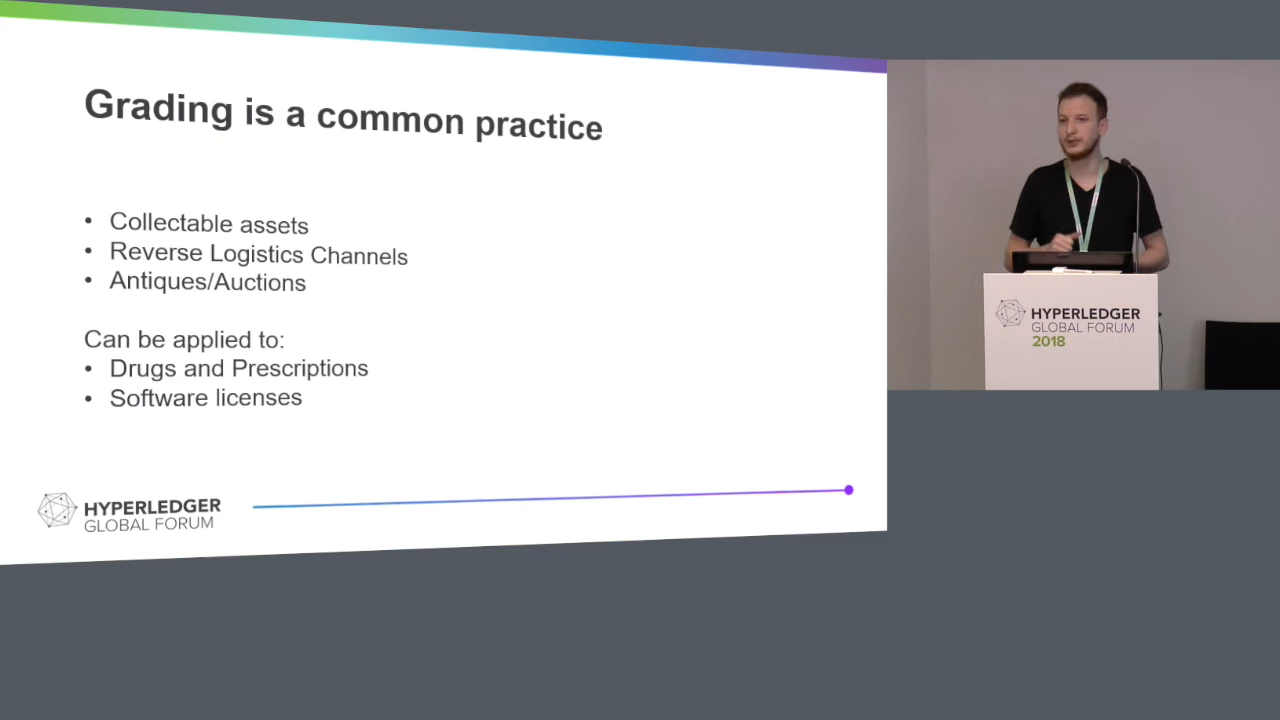 Grading is a common practice
• Collectable assets
• Reverse Logistics Channels
• Antiques/Auctions
Can be applied to:
• Drugs and Prescriptions
• Software licenses
HYPERLEDGER
GLOBAL FORUM
HYPERLEDGER
GLOBAL FORUM
2018